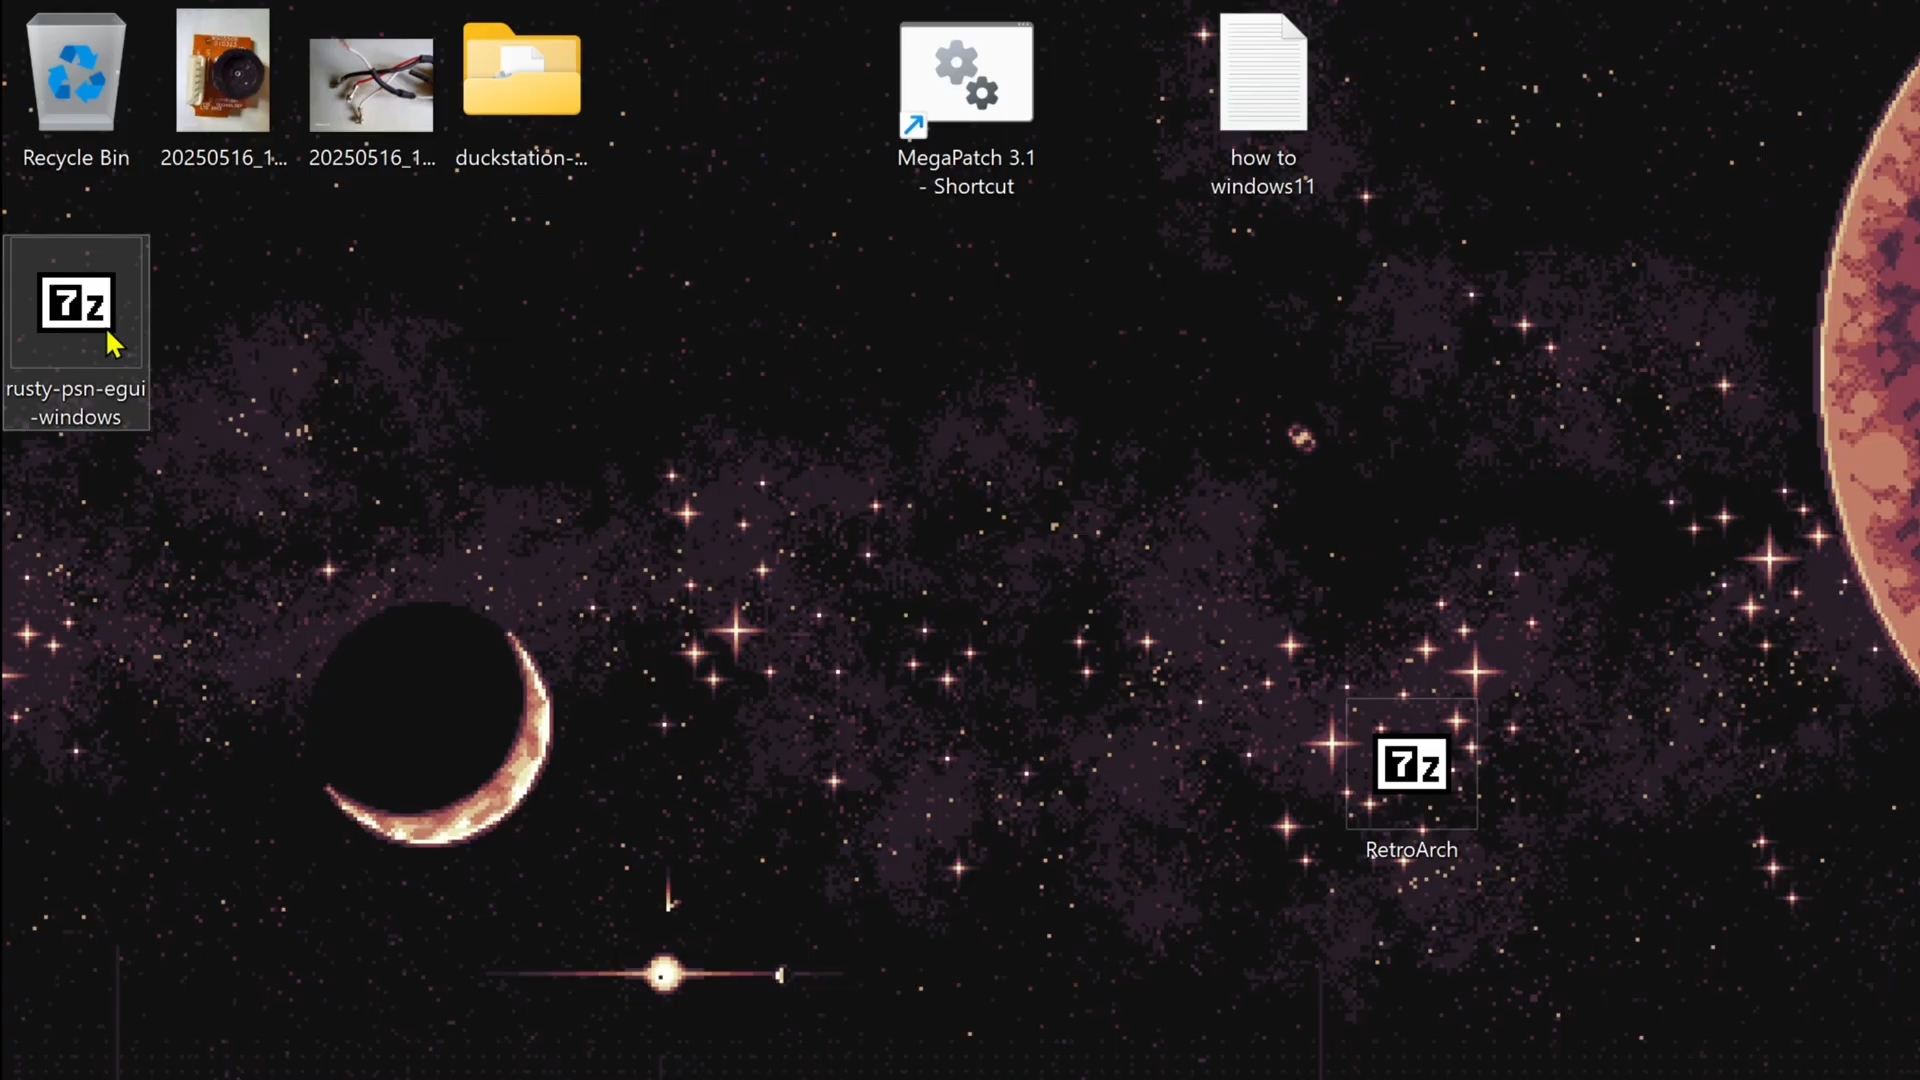 Recycle Bin
20250516_1...
20250516_1...
duckstation-...
MegaPatch 3.1
- Shortcut
how to
windows11
7z
rusty-psn-egui
-windows
7z
RetroArch